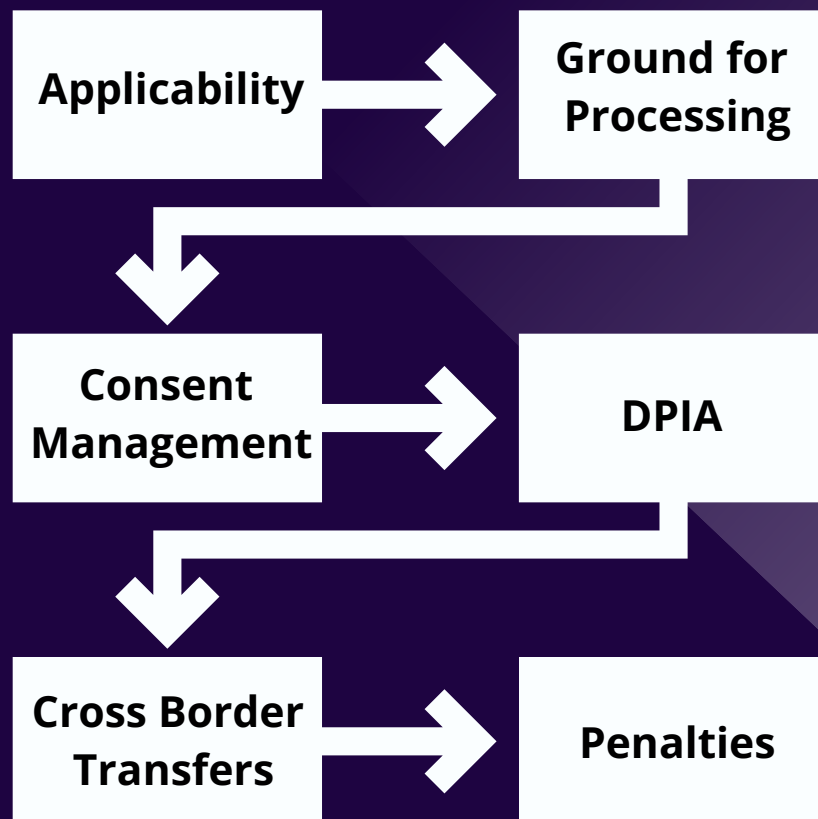 Applicability
Ground for
Processing
Consent
Management
DPIA
Cross Border
Transfers
Penalties